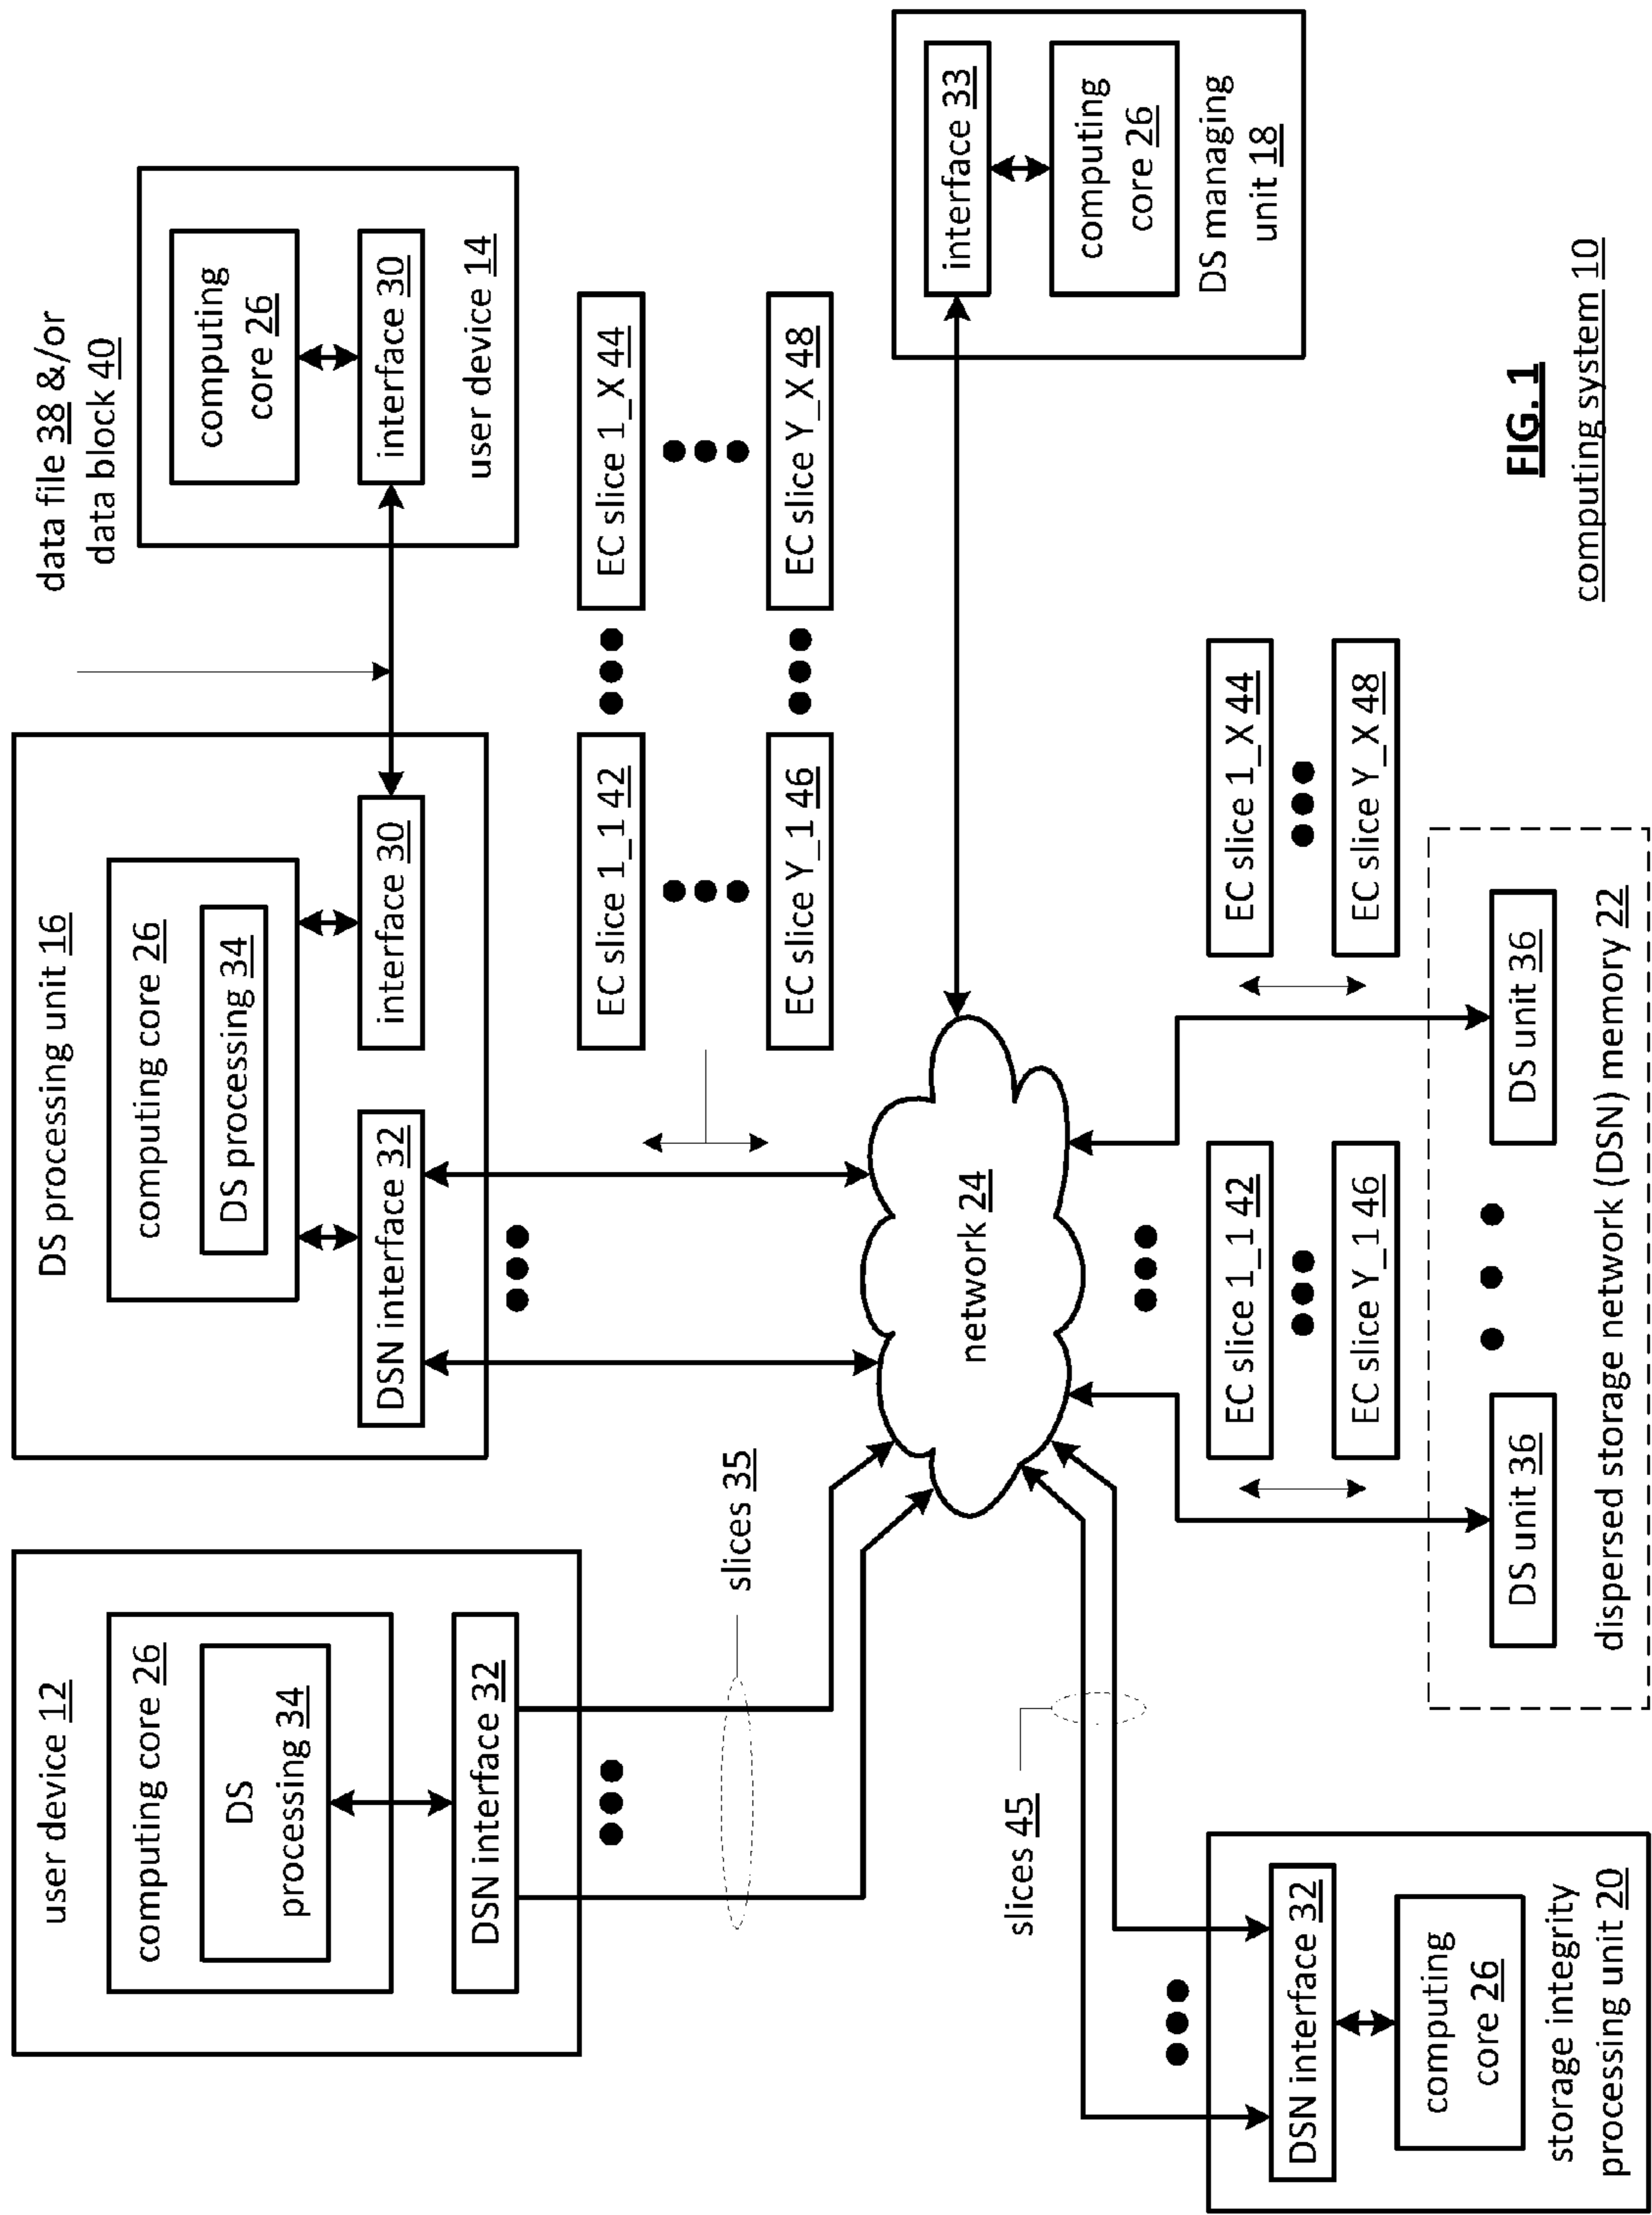 user device 12
computing core 26
DS
processing 34
DSN interface 32
DS processing unit 16
computing core 26
DS processing 34
DSN interface 32
interface 30
data file 38 &/or
data block 40
computing
core 26
interface 30
user device 14
slices 35
EC slice 1_1 42
EC slice 1_X 44
EC slice Y_1 46
EC slice Y_X 48
network 24
interface 33
computing
core 26
DS managing
unit 18
slices 45
DSN interface 32
computing
core 26
storage integrity
processing unit 20
EC slice 1_1 42
EC slice Y_1 46
EC slice 1_X 44
EC slice Y_X 48
DS unit 36
DS unit 36
dispersed storage network (DSN) memory 22
FIG. 1
computing system 10